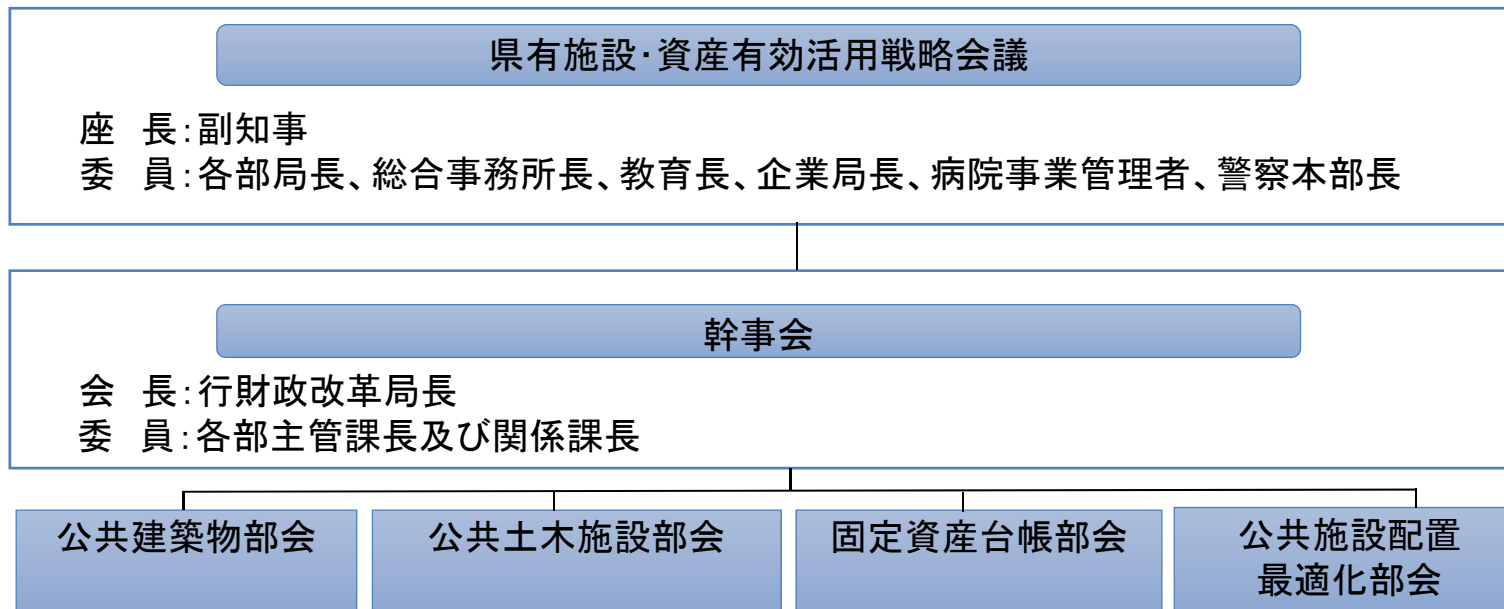 県有施設・資産有効活用戦略会議
座　長：副知事
委　員：各部局長、総合事務所長、教育長、企業局長、病院事業管理者、警察本部長
幹事会
会　長：行財政改革局長
委　員：各部主管課長及び関係課長
公共建築物部会
公共土木施設部会
固定資産台帳部会
公共施設配置
最適化部会